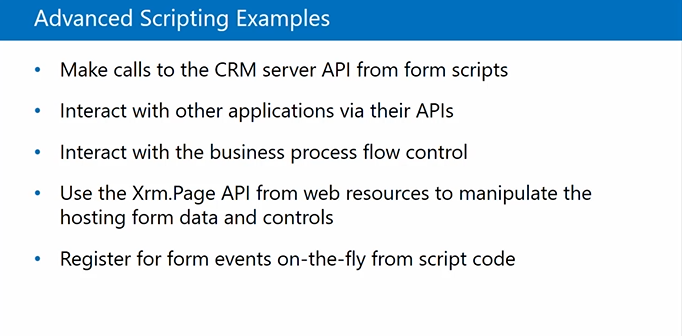 Advanced Scripting Examples
• Make calls to the CRM server API from form scripts
• Interact with other applications via their APIs
• Interact with the business process flow control
• Use the Xrm.Page API from web resources to manipulate the
hosting form data and controls
• Register for form events on-the-fly from script code